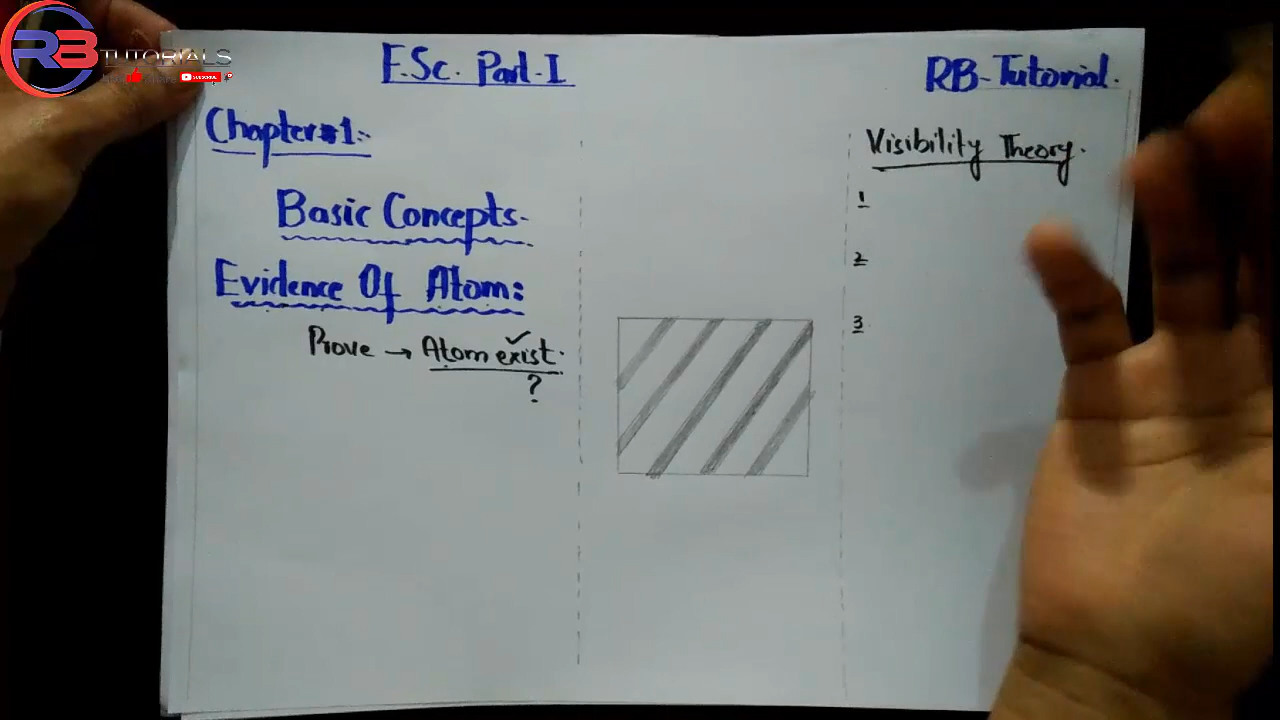 RB TUTORIALS
F.Sc. Part-I
RB-Tutorial.
Chapter#1:-
Basic Concepts.
Evidence Of Atom:
Prove → Atom exist.
?
Visibility Theory.
1
2
3